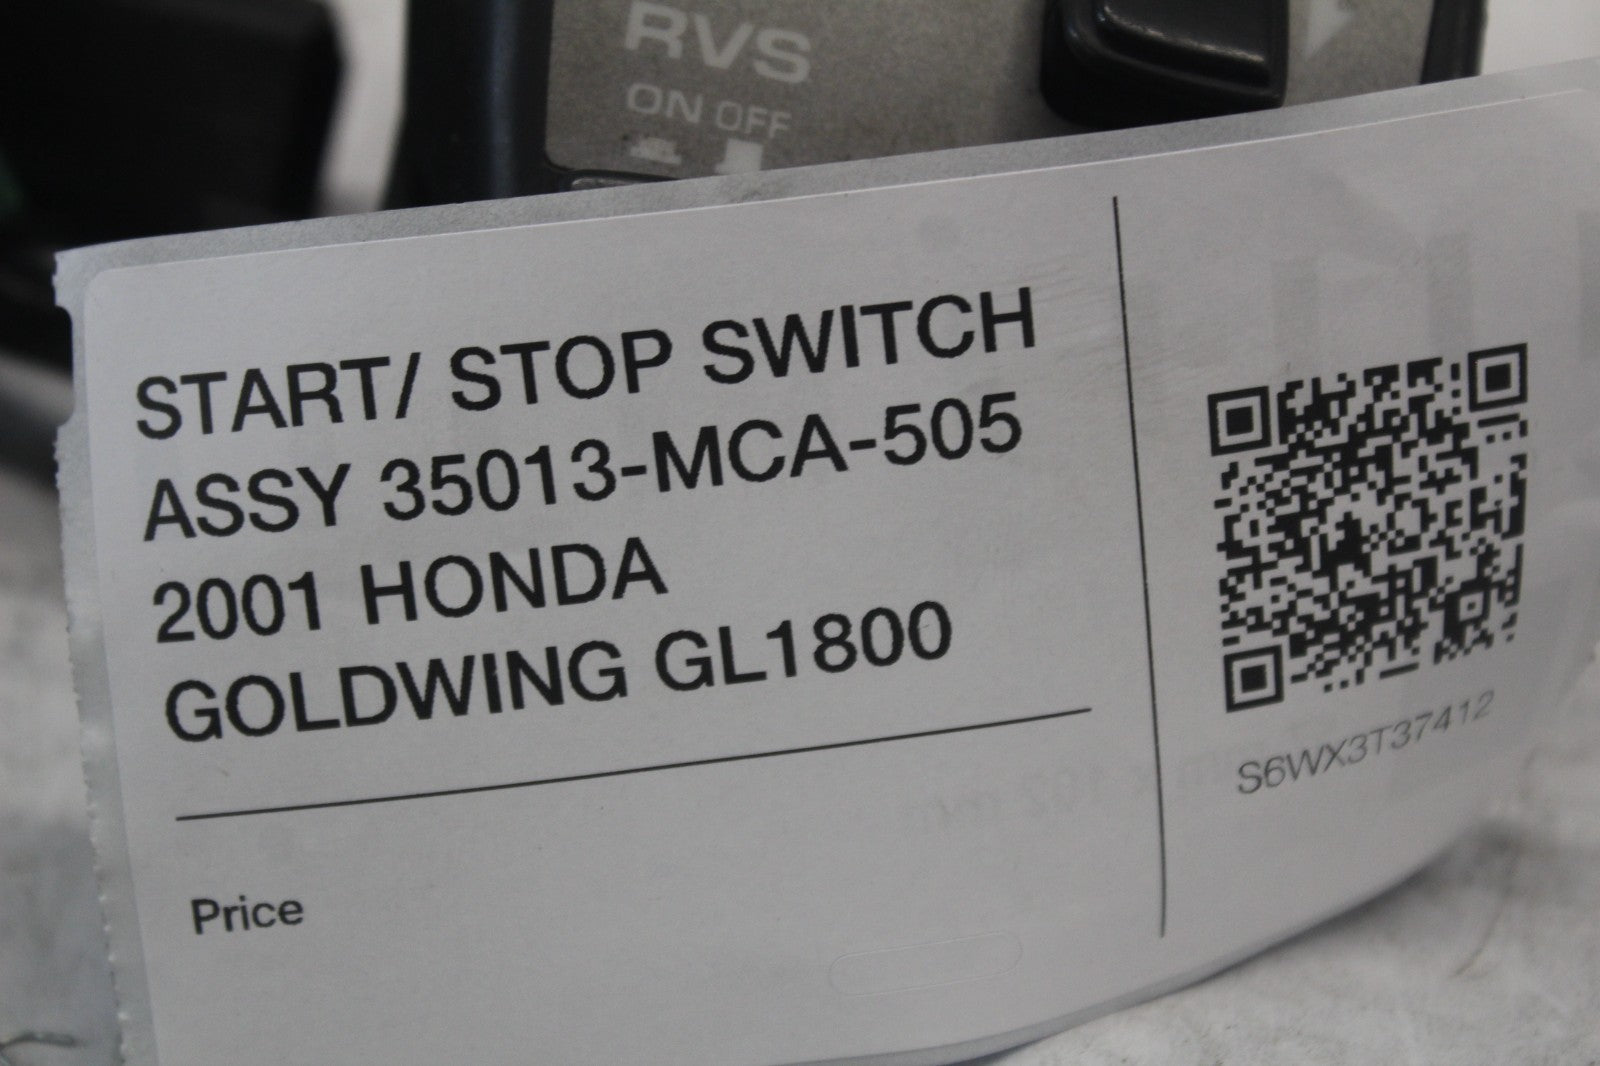 RVS
ON OFF
START/ STOP SWITCH
ASSY 35013-MCA-505
2001 HONDA
GOLDWING GL1800
Price
S6WX3T37412